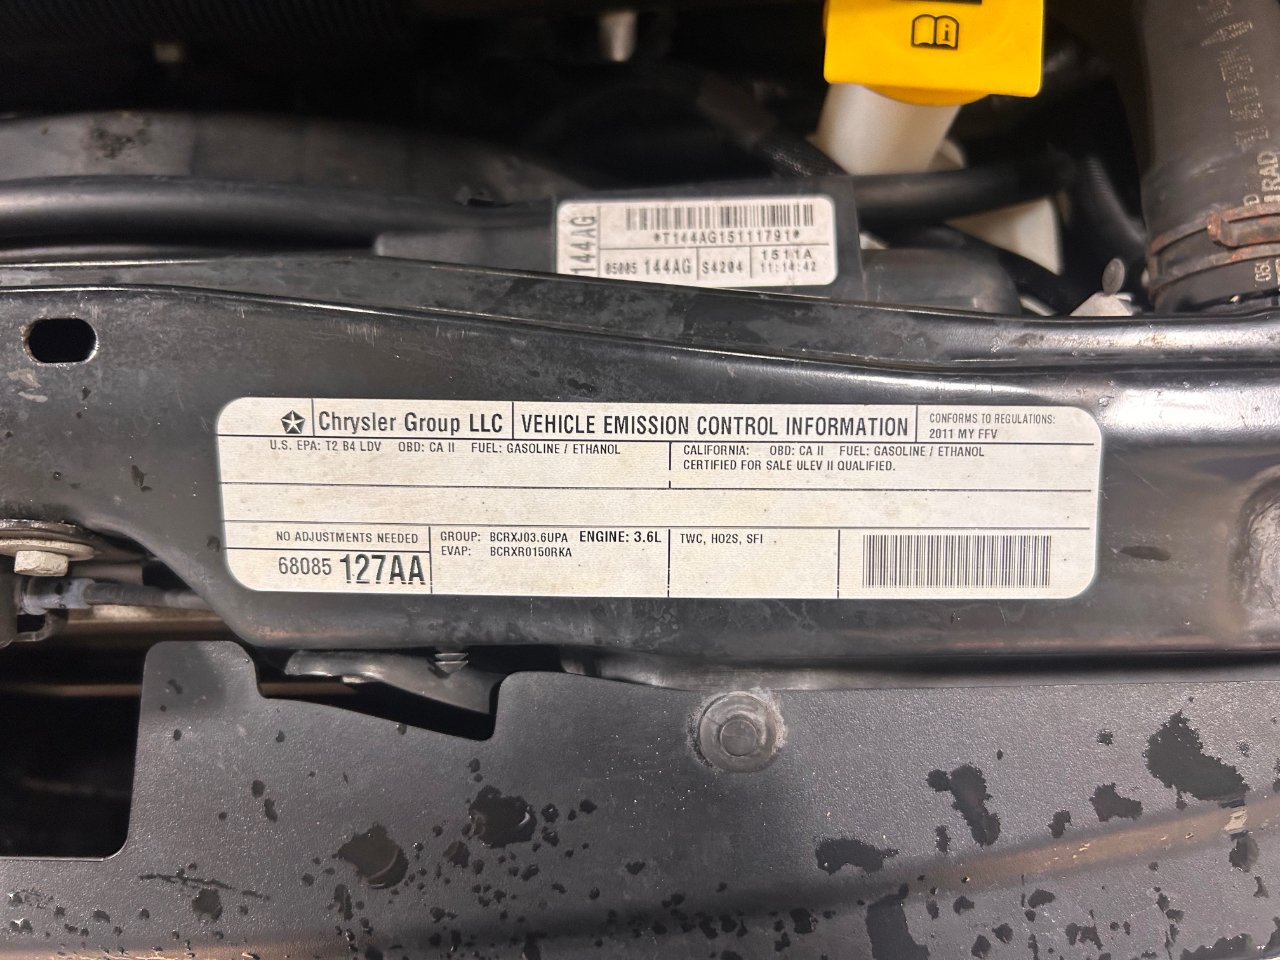 144AG
*T144AG15111791*
05085 144AG S4204 1511A
11:14:42
RAD
Chrysler Group LLC VEHICLE EMISSION CONTROL INFORMATION CONFORMS TO REGULATIONS:
2011 MY FFV
U.S. EPA: T2 B4 LDV OBD: CA II FUEL: GASOLINE / ETHANOL
CALIFORNIA: OBD: CA II FUEL: GASOLINE / ETHANOL
CERTIFIED FOR SALE ULEV II QUALIFIED.
NO ADJUSTMENTS NEEDED
68085 127AA
GROUP: BCRXJ03.6UPA ENGINE: 3.6L
EVAP: BCRXR0150RKA
TWC, HO2S, SFI